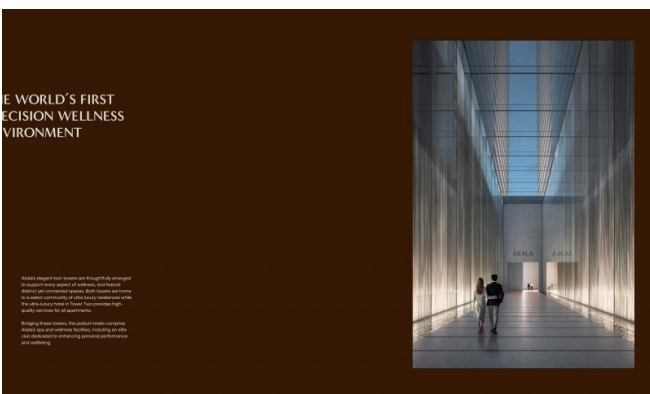 E WORLD´S FIRST
ECISION WELLNESS
VIRONMENT
Akala's elegant twin towers are thoughtfully arranged
to support every aspect of wellness, and feature
distinct yet connected spaces. Both towers are home
to a select community of ultra-luxury residences while
the ultra-luxury hotel in Tower Two provides high-
quality services for all apartments.
Bridging these towers, the podium levels comprise
Akala's spa and wellness facilities, including an elite
club dedicated to enhancing personal performance
and wellbeing.
AKALA